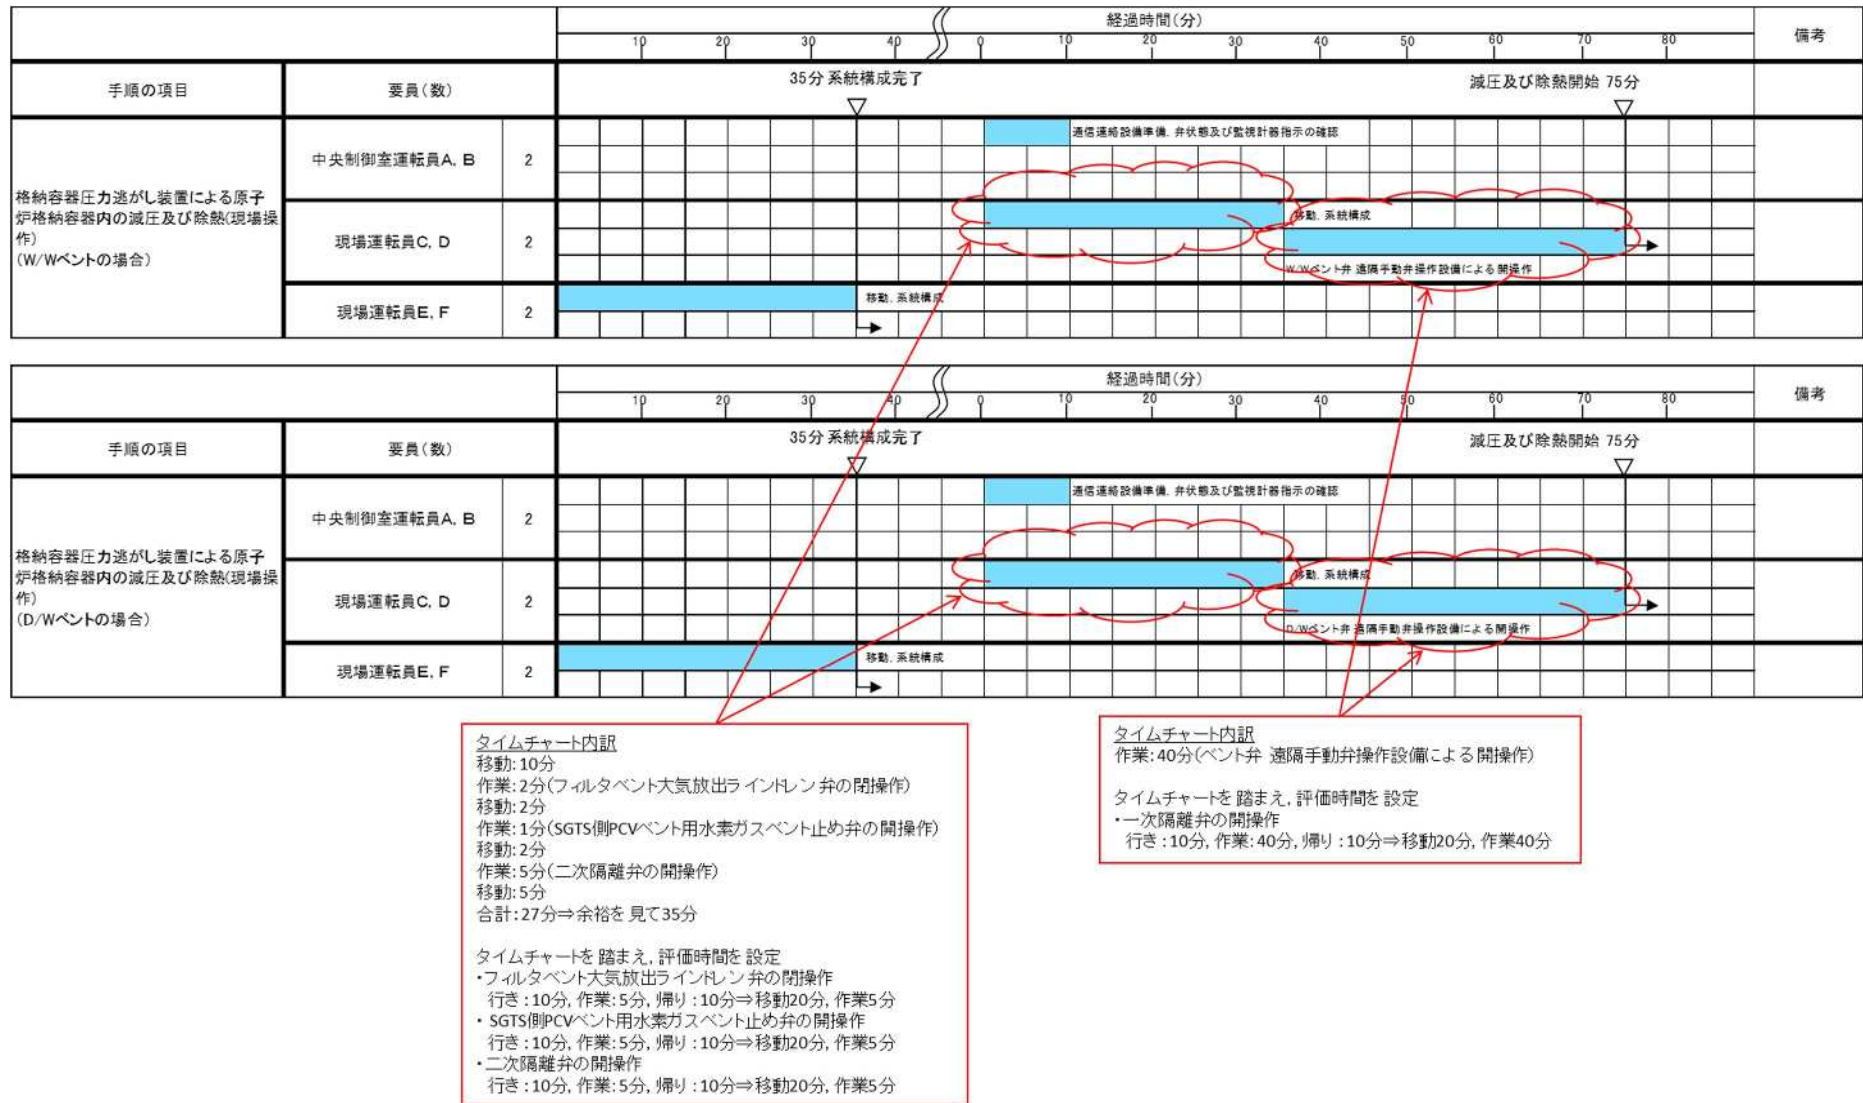 経過時間(分)
備考
10 20 30 40 0 10 20 30 40 50 60 70 80
手順の項目
要員(数)
35分 系統構成完了
減圧及び除熱開始 75分
格納容器圧力逃がし装置による原子
炉格納容器内の減圧及び除熱(現場操
作)
(W/Wベントの場合)
中央制御室運転員A, B
2
通信連絡設備準備, 弁状態及び監視計器指示の確認
現場運転員C, D
2
移動, 系統構成
W/Wベント弁 遠隔手動弁操作設備による開操作
現場運転員E, F
2
移動, 系統構成
経過時間(分)
備考
10 20 30 40 0 10 20 30 40 50 60 70 80
手順の項目
要員(数)
35分 系統構成完了
減圧及び除熱開始 75分
格納容器圧力逃がし装置による原子
炉格納容器内の減圧及び除熱(現場操
作)
(D/Wベントの場合)
中央制御室運転員A, B
2
通信連絡設備準備, 弁状態及び監視計器指示の確認
現場運転員C, D
2
移動, 系統構成
D/Wベント弁 遠隔手動弁操作設備による開操作
現場運転員E, F
2
移動, 系統構成
タイムチャート内訳
移動:10分
作業:2分(フィルタベント大気放出ラインドレン弁の閉操作)
移動:2分
作業:1分(SGTS側PCVベント用水素ガスベント止め弁の開操作)
移動:2分
作業:5分(二次隔離弁の開操作)
移動:5分
合計:27分⇒余裕を見て35分
タイムチャートを踏まえ, 評価時間を設定
・フィルタベント大気放出ラインドレン弁の閉操作
行き:10分, 作業:5分, 帰り:10分⇒移動20分, 作業5分
・SGTS側PCVベント用水素ガスベント止め弁の開操作
行き:10分, 作業:5分, 帰り:10分⇒移動20分, 作業5分
・二次隔離弁の開操作
行き:10分, 作業:5分, 帰り:10分⇒移動20分, 作業5分
タイムチャート内訳
作業:40分(ベント弁 遠隔手動弁操作設備による開操作)
タイムチャートを踏まえ, 評価時間を設定
・一次隔離弁の開操作
行き:10分, 作業:40分, 帰り:10分⇒移動20分, 作業40分